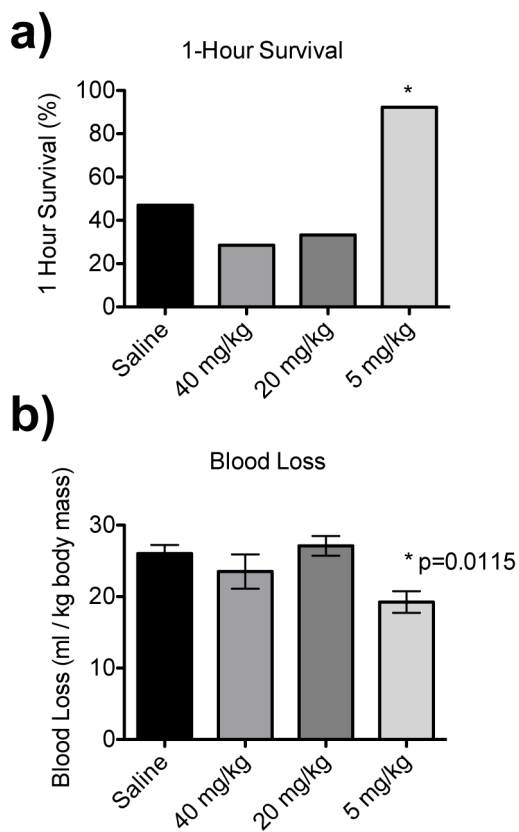 a)
1-Hour Survival
1 Hour Survival (%)
100
80
60
40
20
0
*
Saline
40 mg/kg
20 mg/kg
5 mg/kg
b)
Blood Loss
Blood Loss (ml / kg body mass)
30
20
10
0
* p=0.0115
Saline
40 mg/kg
20 mg/kg
5 mg/kg